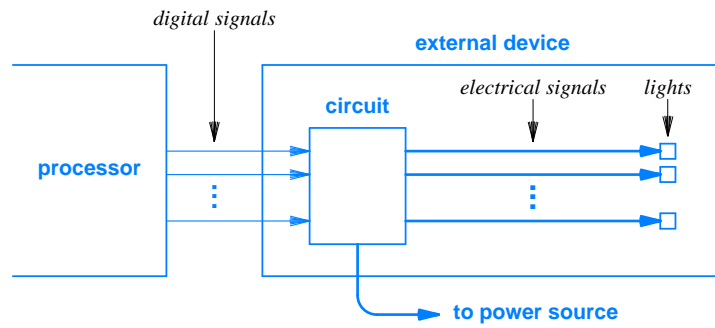 digital signals
external device
circuit
electrical signals
lights
processor
to power source